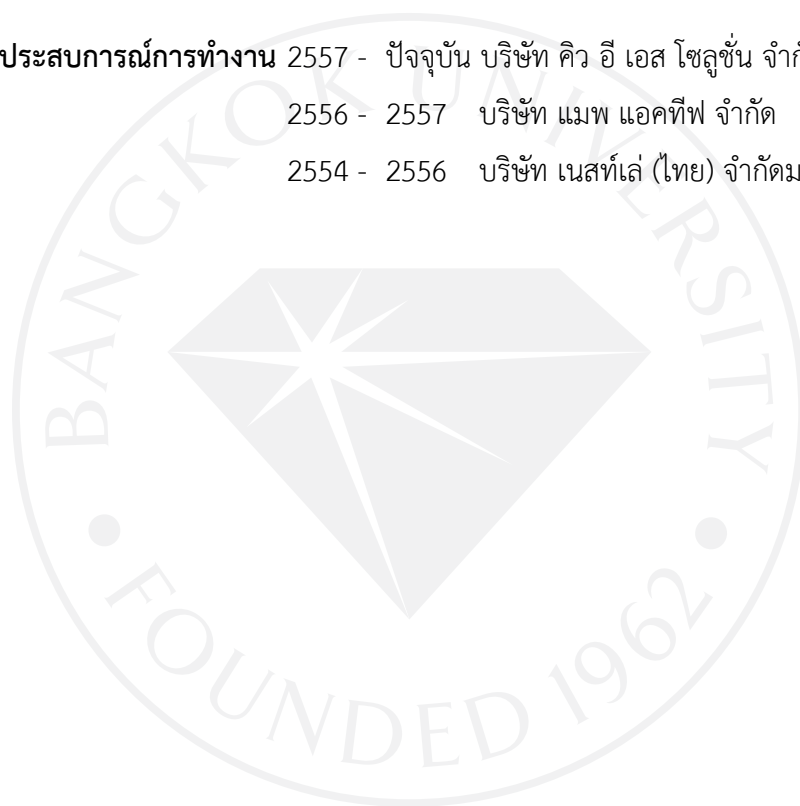 ประสบการณ์การทำงาน 2557 - ปัจจุบัน บริษัท คิว อี เอส โซลูชั่น
2556 - 2557 บริษัท แมพ แอคทีฟ จำกัด
2554 - 2556 บริษัท เนสท์เล่ (ไทย) จำกัดม
BANGKOK UNIVERSITY
FOUNDED 1962